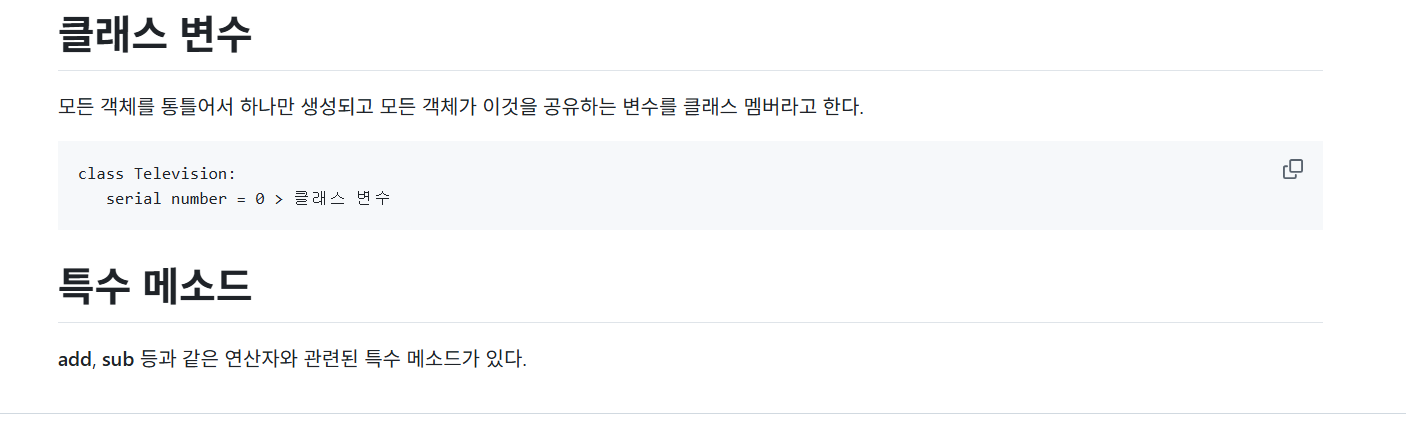 클래스 변수
모든 객체를 통틀어서 하나만 생성되고 모든 객체가 이것을 공유하는 변수를 클래스 멤버라고 한다.
class Television:
   serial number = 0 > 클래스 변수
특수 메소드
add, sub 등과 같은 연산자와 관련된 특수 메소드가 있다.